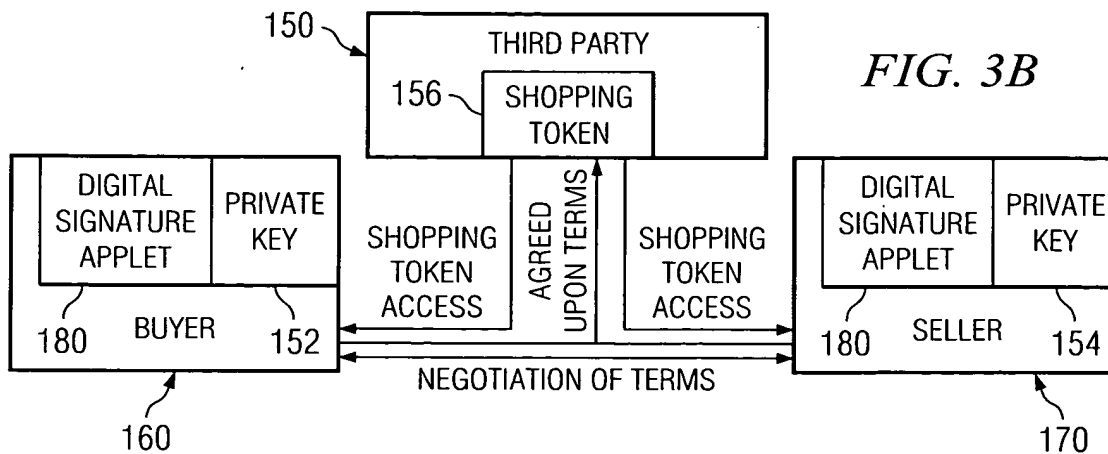 150
THIRD PARTY
FIG. 3B
156
SHOPPING
TOKEN
DIGITAL
SIGNATURE
APPLET
PRIVATE
KEY
SHOPPING
TOKEN
ACCESS
AGREED
UPON TERMS
SHOPPING
TOKEN
ACCESS
DIGITAL
SIGNATURE
APPLET
PRIVATE
KEY
180
BUYER
152
180
SELLER
154
NEGOTIATION OF TERMS
160
170